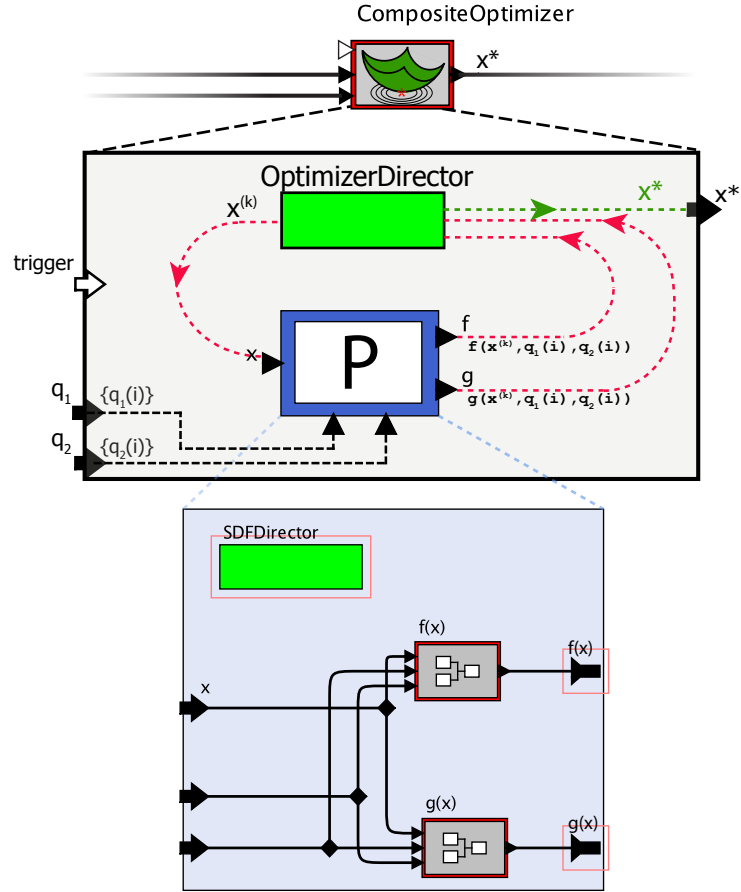 CompositeOptimizer
x*
OptimizerDirector
x(k)
x*
x*
trigger
f
x
P
f(x(k),q1(i),q2(i))
g
q1
{q1(i)}
g(x(k),q1(i),q2(i))
q2
{q2(i)}
SDFDirector
f(x)
f(x)
x
g(x)
g(x)